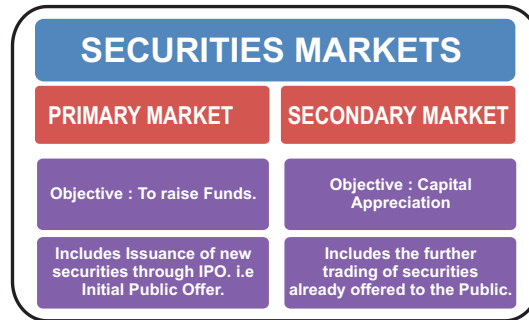 SECURITIES MARKETS
PRIMARY MARKET
SECONDARY MARKET
Objective : To raise Funds.
Objective : Capital
Appreciation
Includes Issuance of new
securities through IPO. i.e
Initial Public Offer.
Includes the further
trading of securities
already offered to the Public.